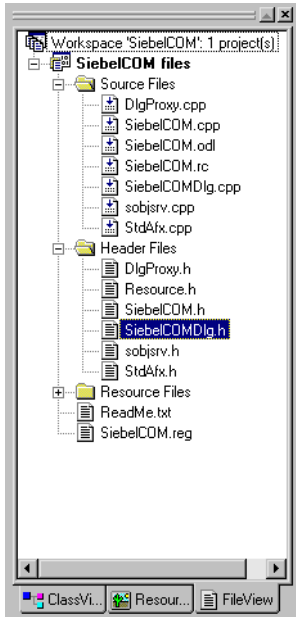 Workspace 'SiebelCOM': 1 project(s)
SiebelCOM files
Source Files
DlgProxy.cpp
SiebelCOM.cpp
SiebelCOM.odl
SiebelCOM.rc
SiebelCOMDlg.cpp
sobjsrv.cpp
StdAfx.cpp
Header Files
DlgProxy.h
Resource.h
SiebelCOM.h
SiebelCOMDlg.h
sobjsrv.h
StdAfx.h
Resource Files
ReadMe.txt
SiebelCOM.reg
ClassVi... Resour... FileView